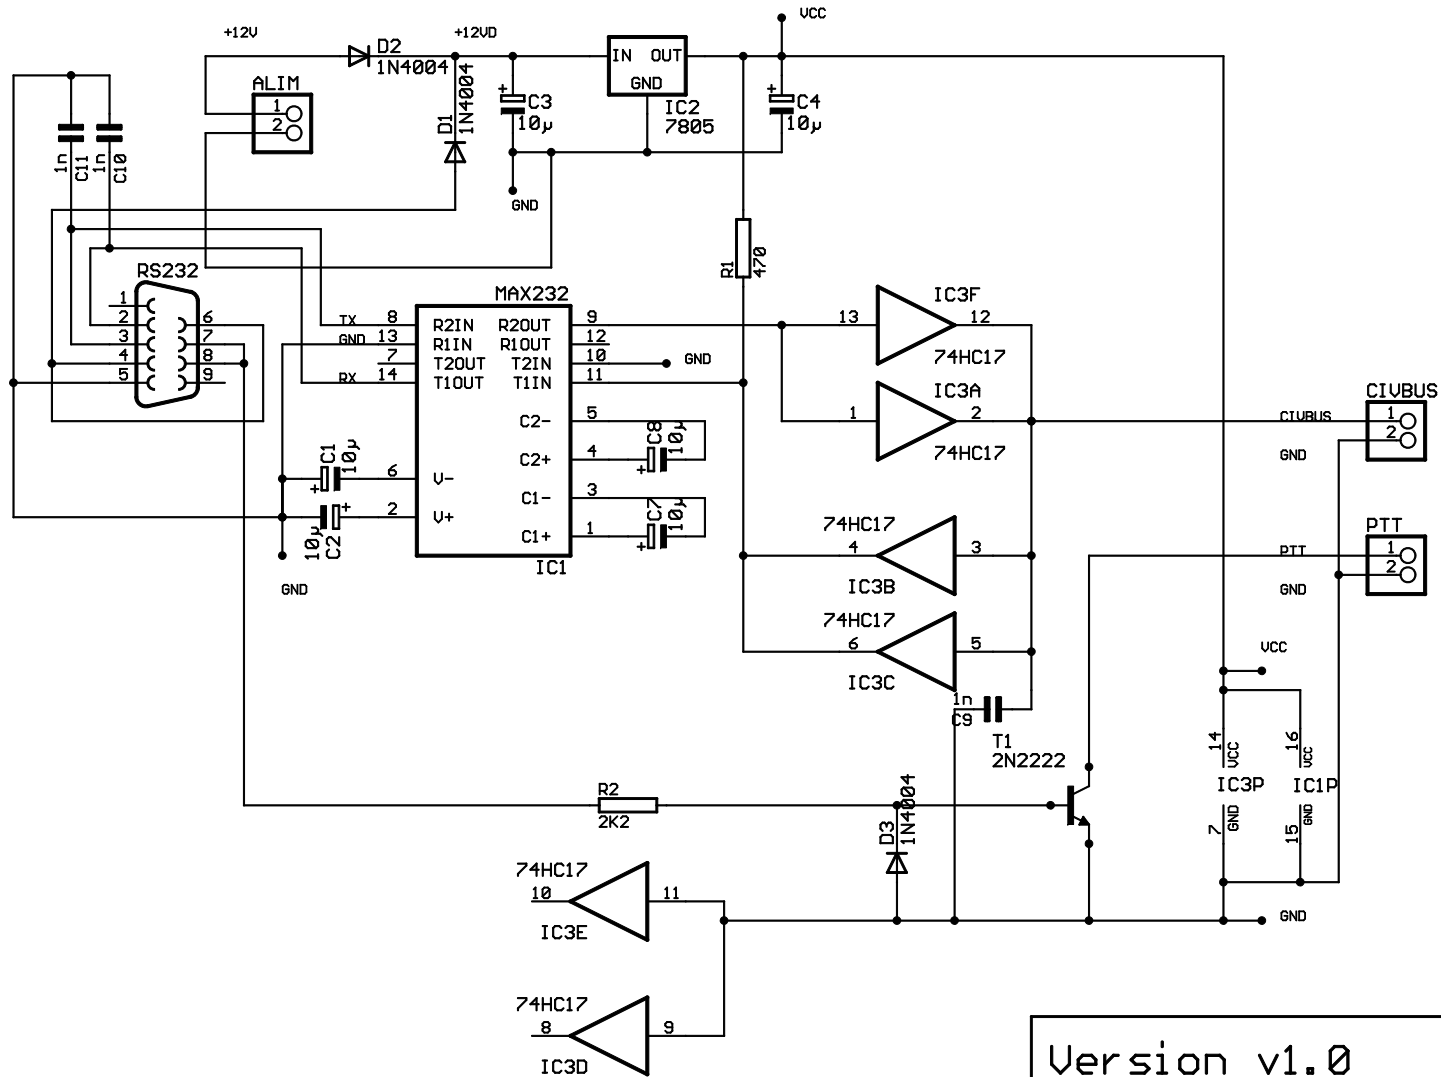 VCC
+12V
+12VD
D2
1N4004
IN OUT
GND
IC2
7805
ALIM
1
2
D1
1N4004
+
C3
10µ
+
C4
10µ
1n
C11
1n
C10
GND
R1
470
RS232
1
2
3
4
5
6
7
8
9
MAX232
TX 8 R2IN R2OUT 9
GND 13 R1IN R1OUT 12
7 T2OUT T2IN 10 GND
RX 14 T1OUT T1IN 11
C2- 5
C2+ 4
C1- 3
C1+ 1
6 V-
2 V+
IC1
C1
10µ
+
10µ
C2
+
GND
C8
10µ
+
C7
10µ
+
IC3F
13 12
74HC17
IC3A
1 2
74HC17
CIVBUS
CIVBUS 1
2
GND
74HC17
4 3
IC3B
PTT
PTT 1
2
GND
74HC17
6 5
IC3C
1n
C9
T1
2N2222
VCC
14
VCC
16
VCC
IC3P
IC1P
7
GND
15
GND
R2
2K2
D3
1N4004
74HC17
10 11
IC3E
GND
74HC17
8 9
IC3D
Version v1.0